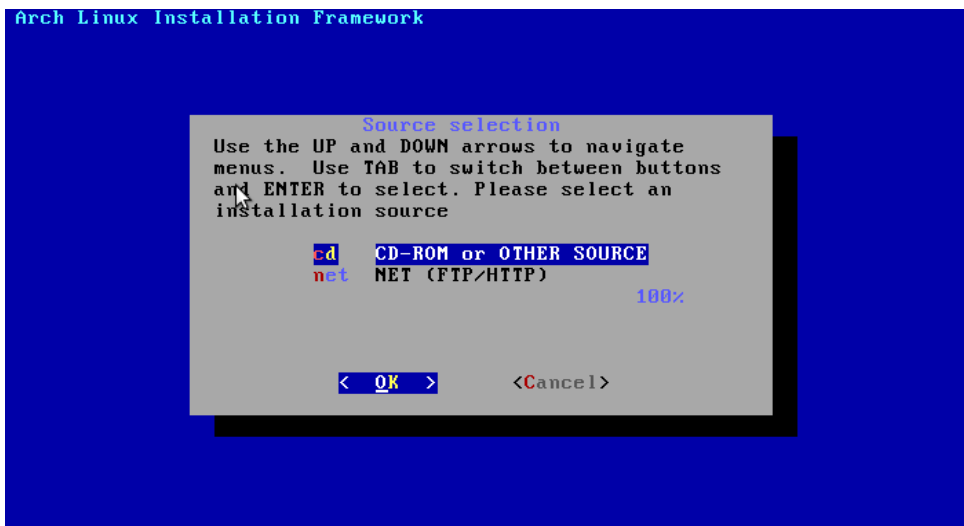 Arch Linux Installation Framework
Source selection
Use the UP and DOWN arrows to navigate
menus.  Use TAB to switch between buttons
and ENTER to select. Please select an
installation source
cd   CD-ROM or OTHER SOURCE
net  NET (FTP/HTTP)
100%
<  OK  >      <Cancel>